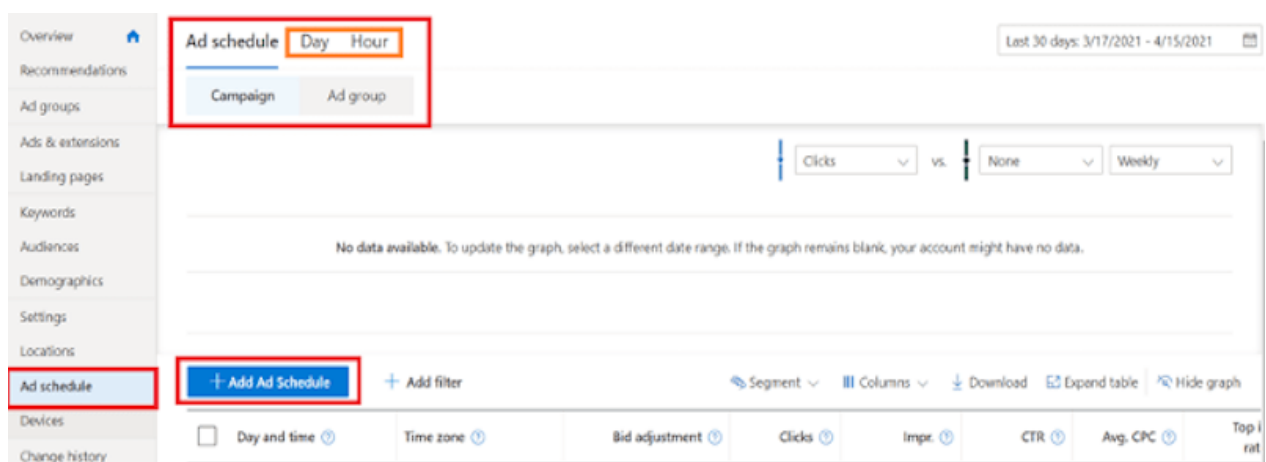 Overview
Recommendations
Ad groups
Ads & extensions
Landing pages
Keywords
Audiences
Demographics
Settings
Locations
Ad schedule
Devices
Change history
Ad schedule Day Hour
Campaign Ad group
Last 30 days: 3/17/2021 - 4/15/2021
Clicks vs. None Weekly
No data available. To update the graph, select a different date range. If the graph remains blank, your account might have no data.
+ Add Ad Schedule + Add filter Segment Columns Download Expand table Hide graph
Day and time Time zone Bid adjustment Clicks Impr. CTR Avg. CPC Top i
rat